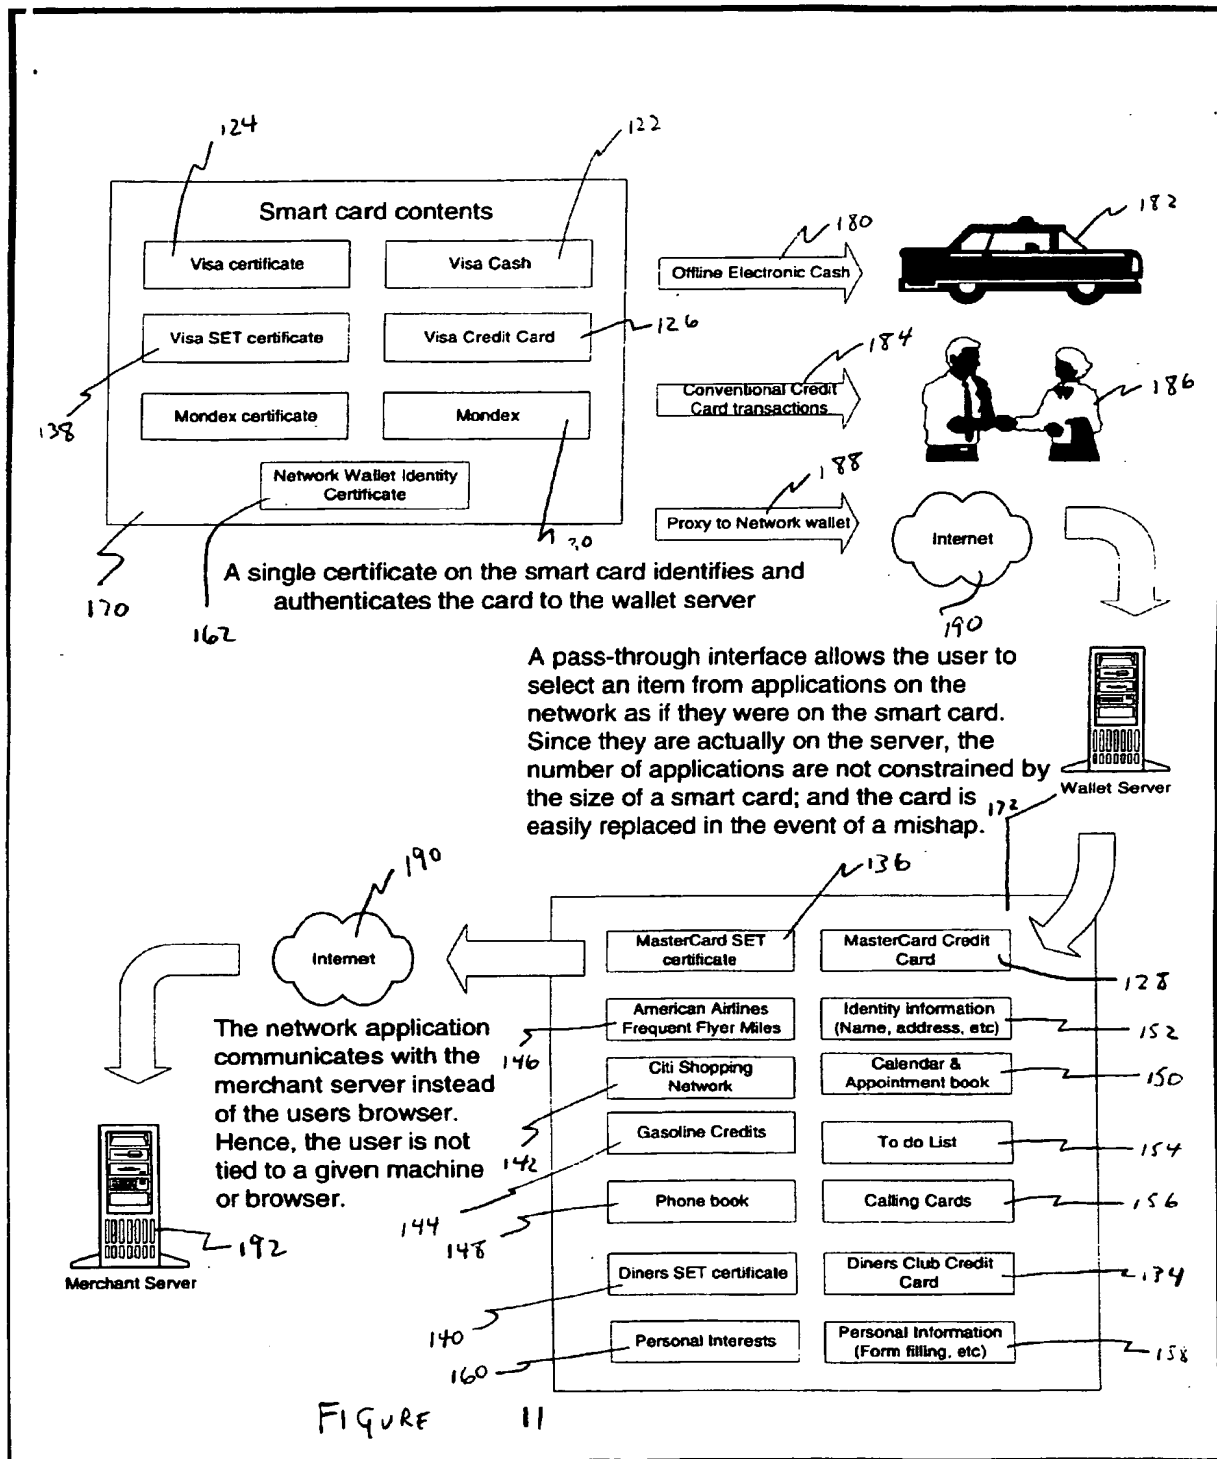 124
122
Smart card contents
Visa certificate
Visa Cash
180
Offline Electronic Cash
182
Visa SET certificate
Visa Credit Card
126
184
Conventional Credit
Card transactions
186
138
Mondex certificate
Mondex
Network Wallet Identity
Certificate
188
Proxy to Network wallet
Internet
170
162
30
190
A single certificate on the smart card identifies and
authenticates the card to the wallet server
A pass-through interface allows the user to
select an item from applications on the
network as if they were on the smart card.
Since they are actually on the server, the
number of applications are not constrained by
the size of a smart card; and the card is
easily replaced in the event of a mishap.
172
Wallet Server
190
136
Internet
MasterCard SET
certificate
MasterCard Credit
Card
128
American Airlines
Frequent Flyer Miles
Identity information
(Name, address, etc)
152
146
Citi Shopping
Network
Calendar &
Appointment book
150
142
Gasoline Credits
To do List
154
144
Phone book
Calling Cards
156
148
Diners SET certificate
Diners Club Credit
Card
134
140
Personal Interests
Personal Information
(Form filling, etc)
158
160
The network application
communicates with the
merchant server instead
of the users browser.
Hence, the user is not
tied to a given machine
or browser.
192
Merchant Server
FIGURE 11